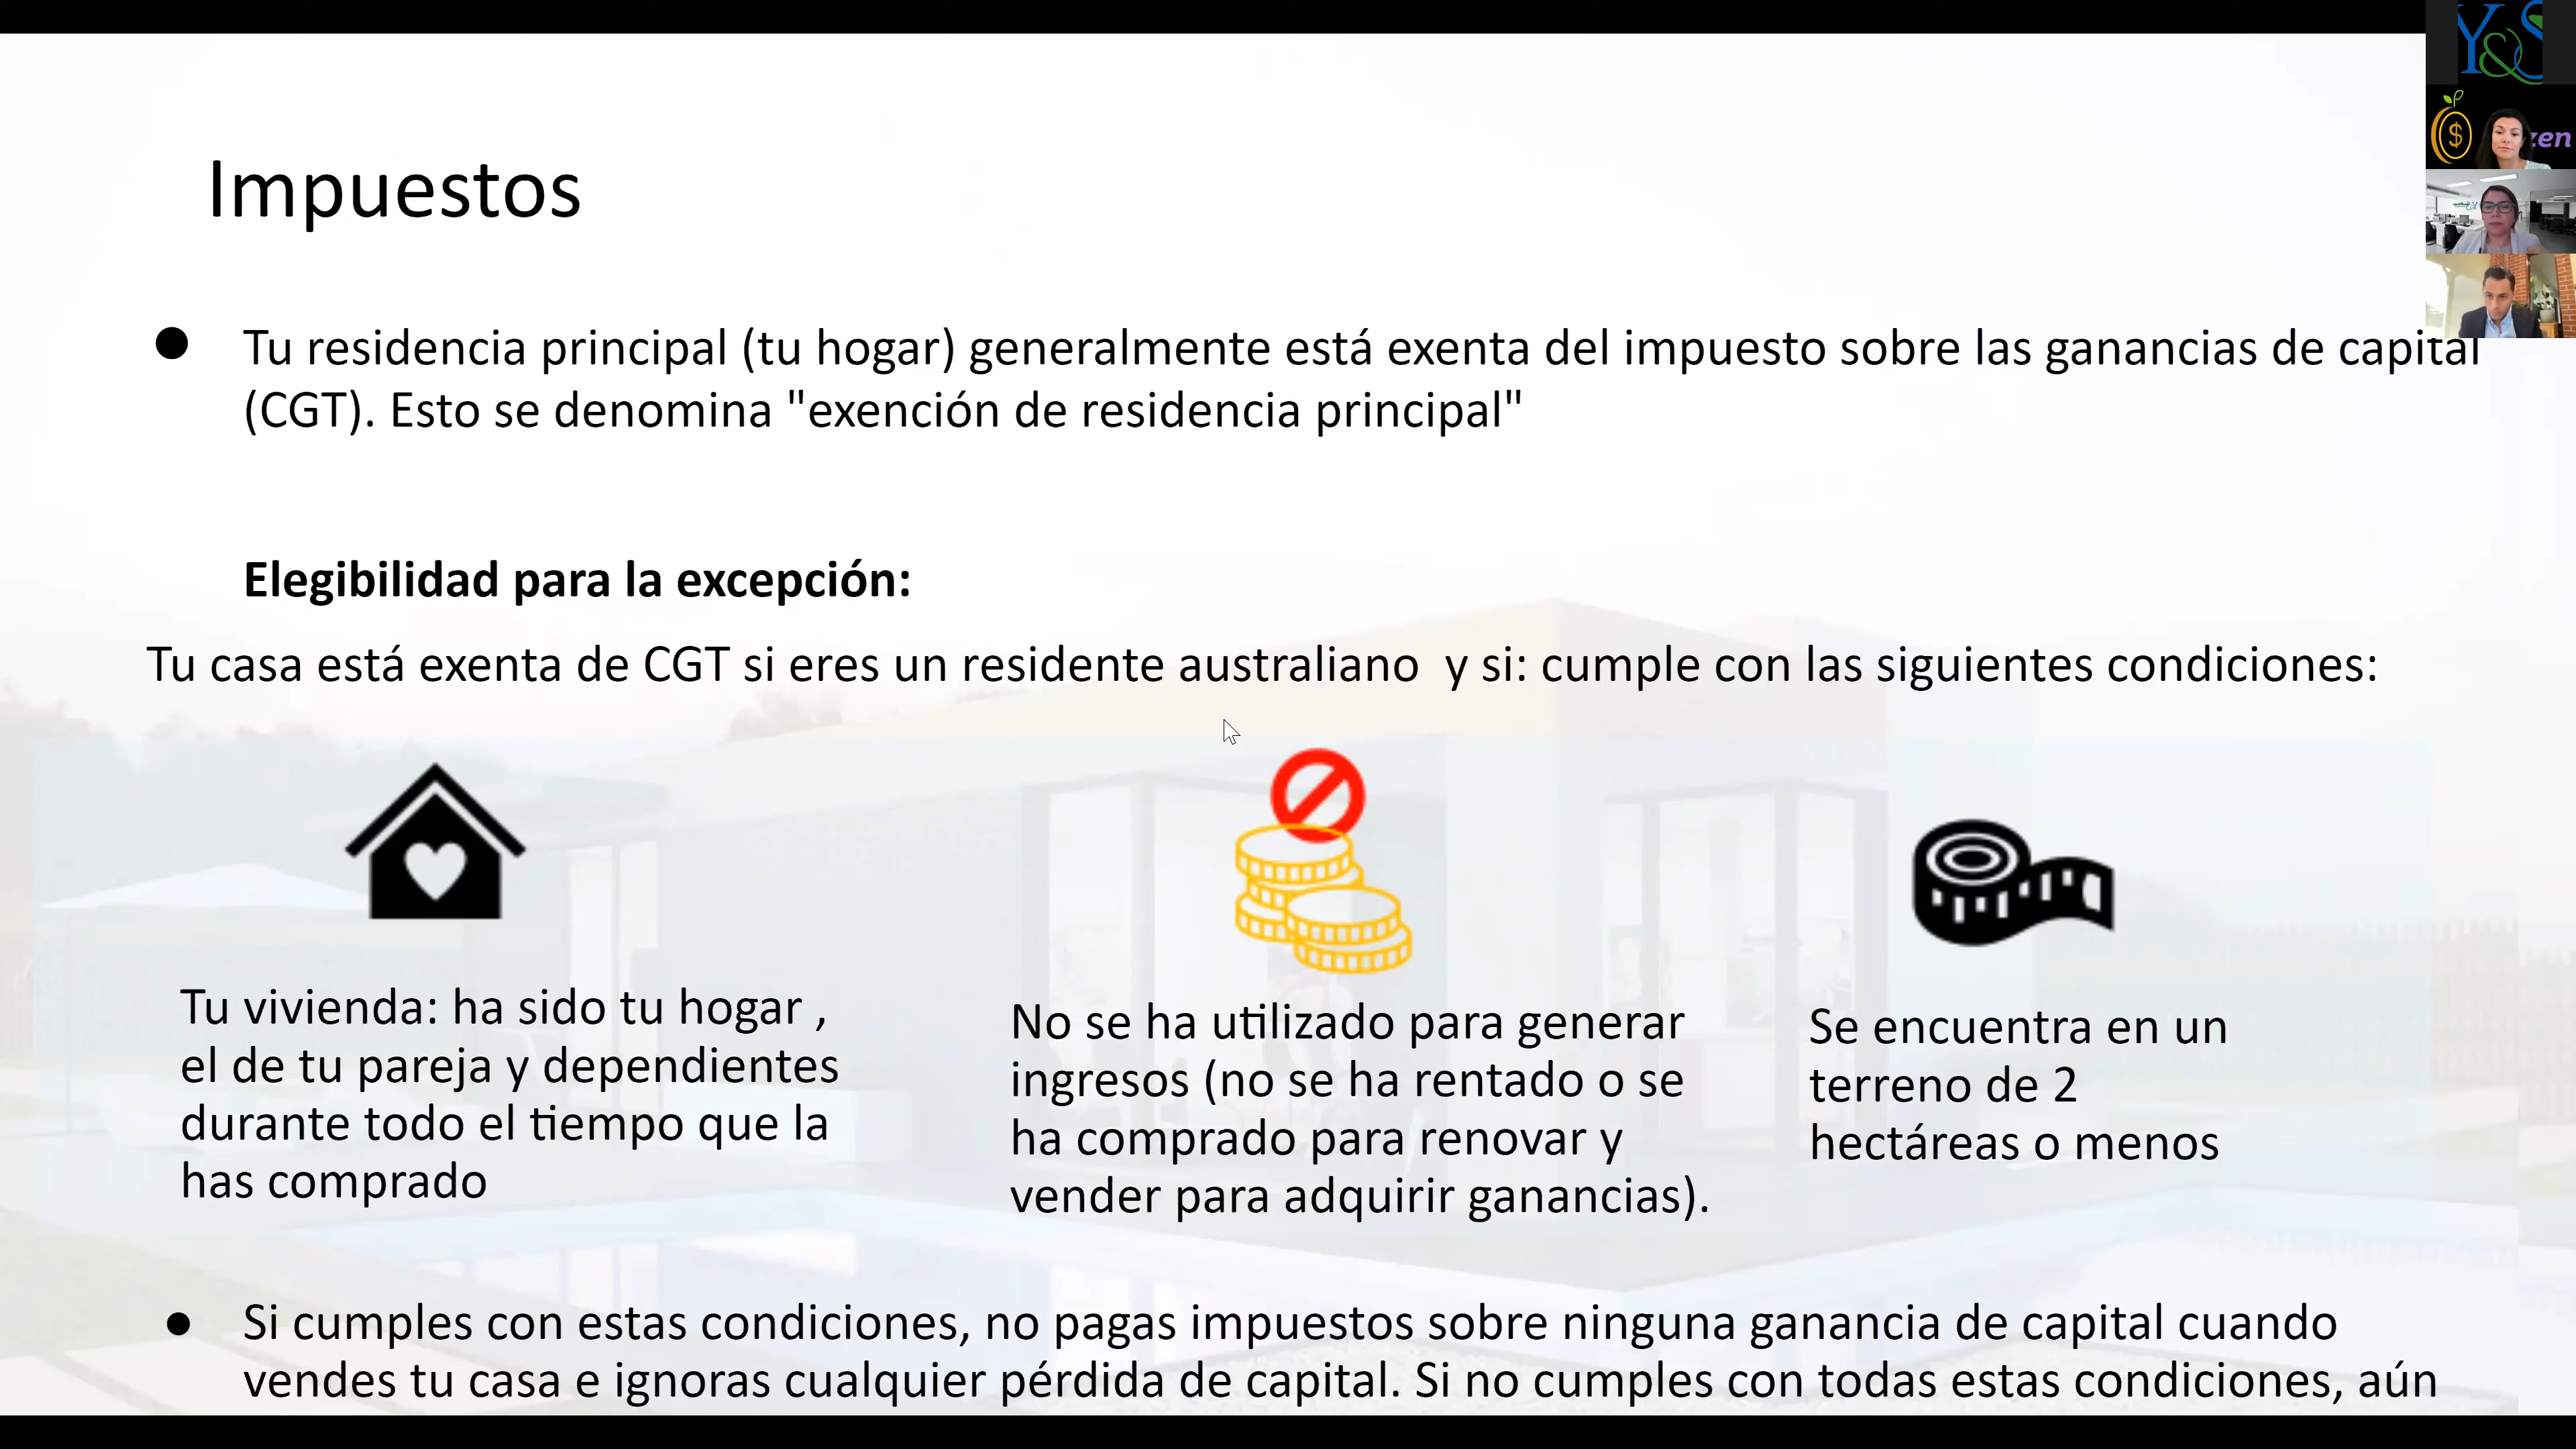 Y&S
zen
Impuestos
● Tu residencia principal (tu hogar) generalmente está exenta del impuesto sobre las ganancias de capital
(CGT). Esto se denomina "exención de residencia principal"
Elegibilidad para la excepción:
Tu casa está exenta de CGT si eres un residente australiano y si: cumple con las siguientes condiciones:
Tu vivienda: ha sido tu hogar ,
el de tu pareja y dependientes
durante todo el tiempo que la
has comprado
No se ha utilizado para generar
ingresos (no se ha rentado o se
ha comprado para renovar y
vender para adquirir ganancias).
Se encuentra en un
terreno de 2
hectáreas o menos
● Si cumples con estas condiciones, no pagas impuestos sobre ninguna ganancia de capital cuando
vendes tu casa e ignoras cualquier pérdida de capital. Si no cumples con todas estas condiciones, aún